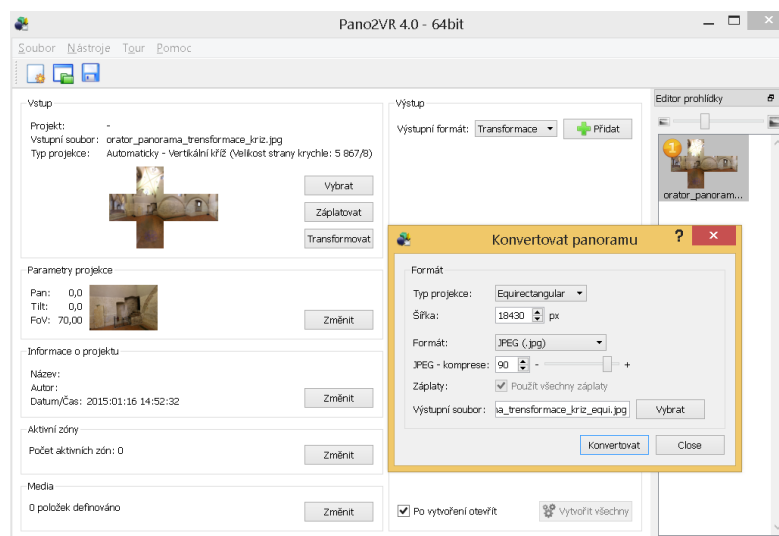 Pano2VR 4.0 - 64bit
Soubor Nástroje Tour Pomoc
Vstup
Projekt: -
Vstupní soubor: orator_panorama_trensformace_kriz.jpg
Typ projekce: Automaticky - Vertikální kříž (Velikost strany krychle: 5 867/8)
Vybrat
Záplatovat
Transformovat
Parametry projekce
Pan: 0,0
Tilt: 0,0
FoV: 70,00
Změnit
Informace o projektu
Název:
Autor:
Datum/Čas: 2015:01:16 14:52:32
Změnit
Aktivní zóny
Počet aktivních zón: 0
Změnit
Media
0 položek definováno
Změnit
Výstup
Výstupní formát: Transformace Přidat
Konvertovat panoramu ?
Formát
Typ projekce: Equirectangular
Šířka: 18430 px
Formát: JPEG (.jpg)
JPEG - komprese: 90 - +
Záplaty: Použít všechny záplaty
Výstupní soubor: ıa_trensformace_kriz_equi.jpg Vybrat
Konvertovat Close
Po vytvoření otevřít Vytvořit všechny
Editor prohlídky
1
orator_panoram...